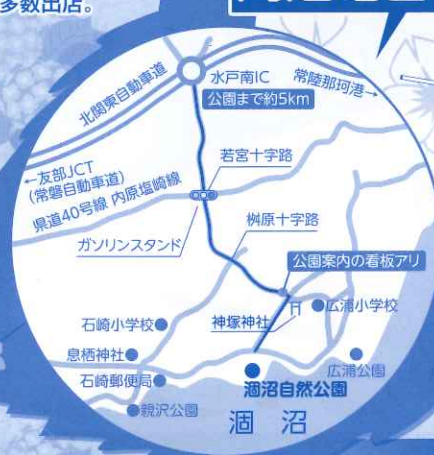 多数出店。
北関東自動車道
水戸南IC
常陸那珂港→
公園まで約5km
←友部JCT
(常磐自動車道)
若宮十字路
県道40号線 内原塩崎線
ガソリンスタンド
桝原十字路
公園案内の看板アリ
石崎小学校
神塚神社
広浦小学校
息栖神社
石崎郵便局
広浦公園
涸沼自然公園
親沢公園
涸沼